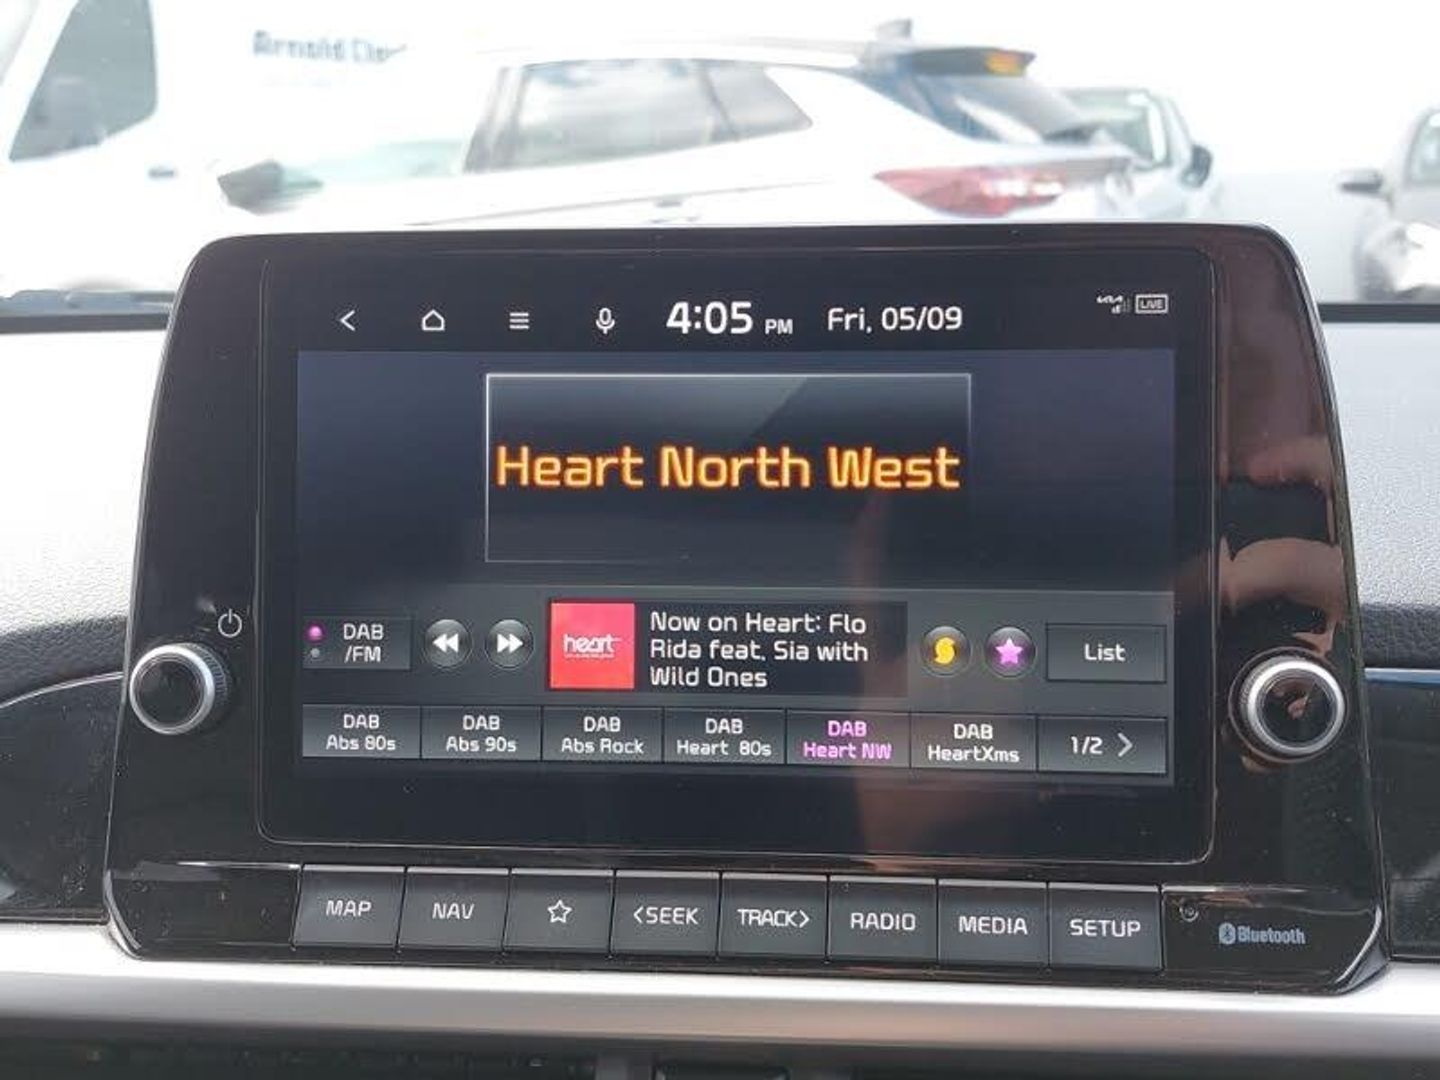 Arnold Clark
4:05 PM Fri, 05/09
LIVE
Heart North West
DAB
/FM
heart
Now on Heart: Flo
Rida feat. Sia with
Wild Ones
List
DAB
Abs 80s
DAB
Abs 90s
DAB
Abs Rock
DAB
Heart 80s
DAB
Heart NW
DAB
HeartXms
1/2
MAP
NAV
<SEEK
TRACK>
RADIO
MEDIA
SETUP
Bluetooth